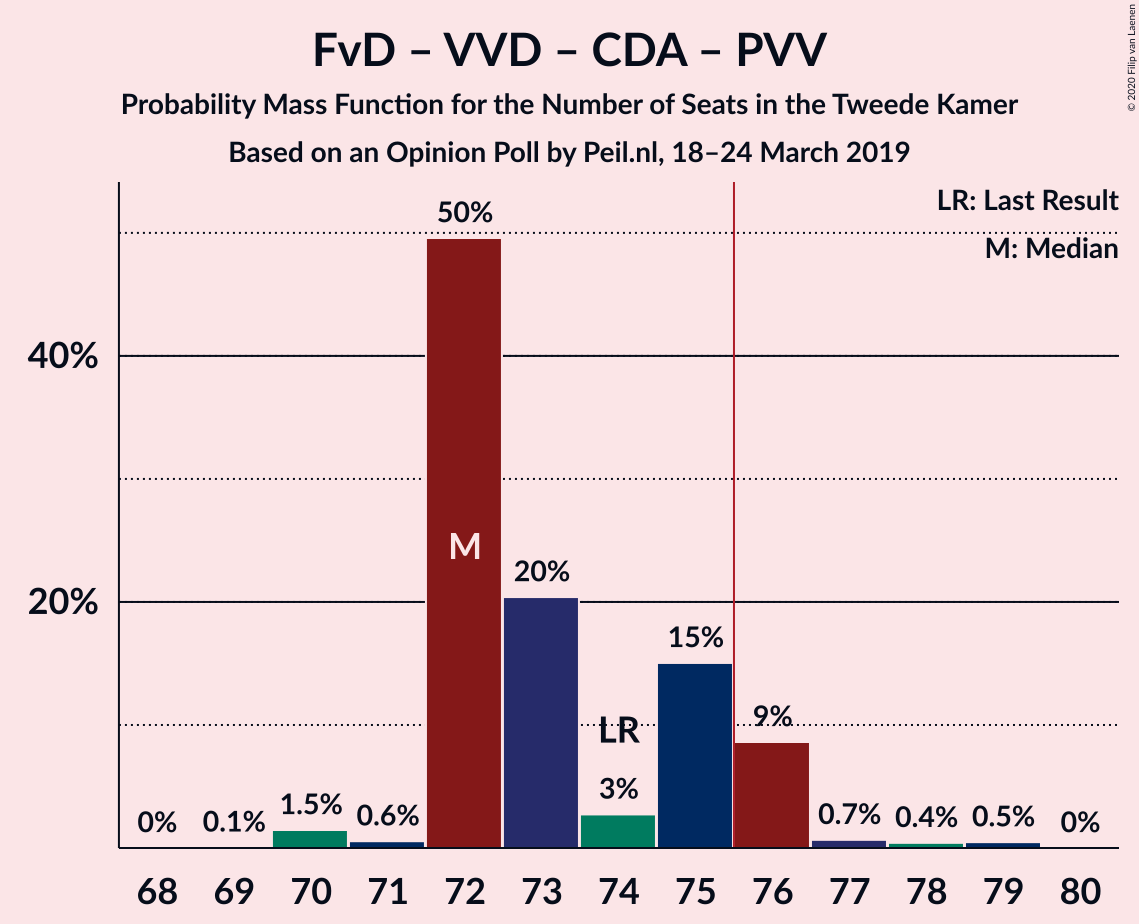 FvD – VVD – CDA – PVV
Probability Mass Function for the Number of Seats in the Tweede Kamer
Based on an Opinion Poll by Peil.nl, 18–24 March 2019
© 2020 Filip van Laenen
LR: Last Result
M: Median
50%
40%
M
20%
20%
15%
LR
9%
3%
1.5%
0.6%
0.7%
0.4%
0.5%
0%
0.1%
0%
68 69 70 71 72 73 74 75 76 77 78 79 80